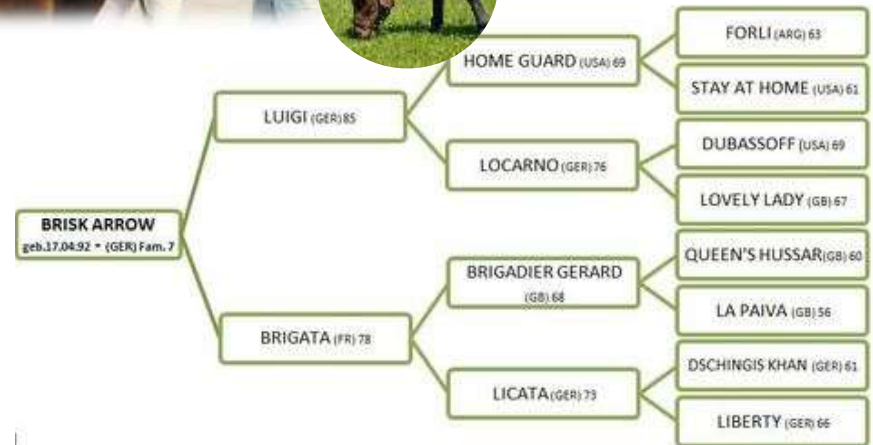 BRISK ARROW
geb.17.04.92 * (GER) Fam. 7
LUIGI (GER)85
BRIGATA (FR) 78
HOME GUARD (USA) 69
LOCARNO (GER) 76
BRIGADIER GERARD
(GB) 68
LICATA (GER) 73
FORLI (ARG) 63
STAY AT HOME (USA) 61
DUBASSOFF (USA) 69
LOVELY LADY (GB) 67
QUEEN'S HUSSAR(GB) 60
LA PAIVA (GB) 56
DSCHINGIS KHAN (GER) 61
LIBERTY (GER) 66